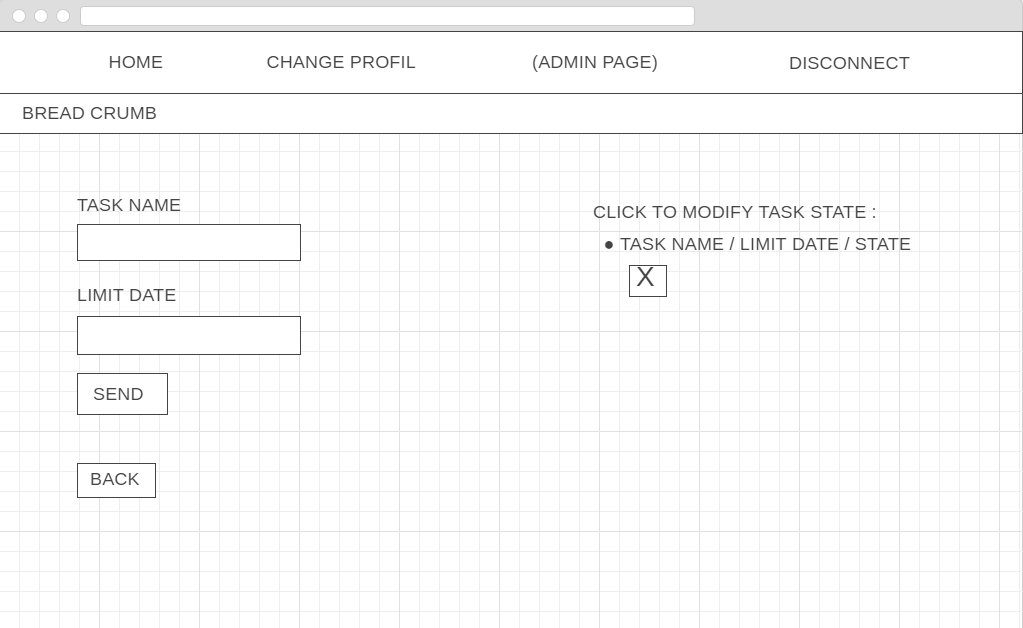 HOME CHANGE PROFIL (ADMIN PAGE) DISCONNECT
BREAD CRUMB
TASK NAME
LIMIT DATE
SEND
BACK
CLICK TO MODIFY TASK STATE :
● TASK NAME / LIMIT DATE / STATE
X